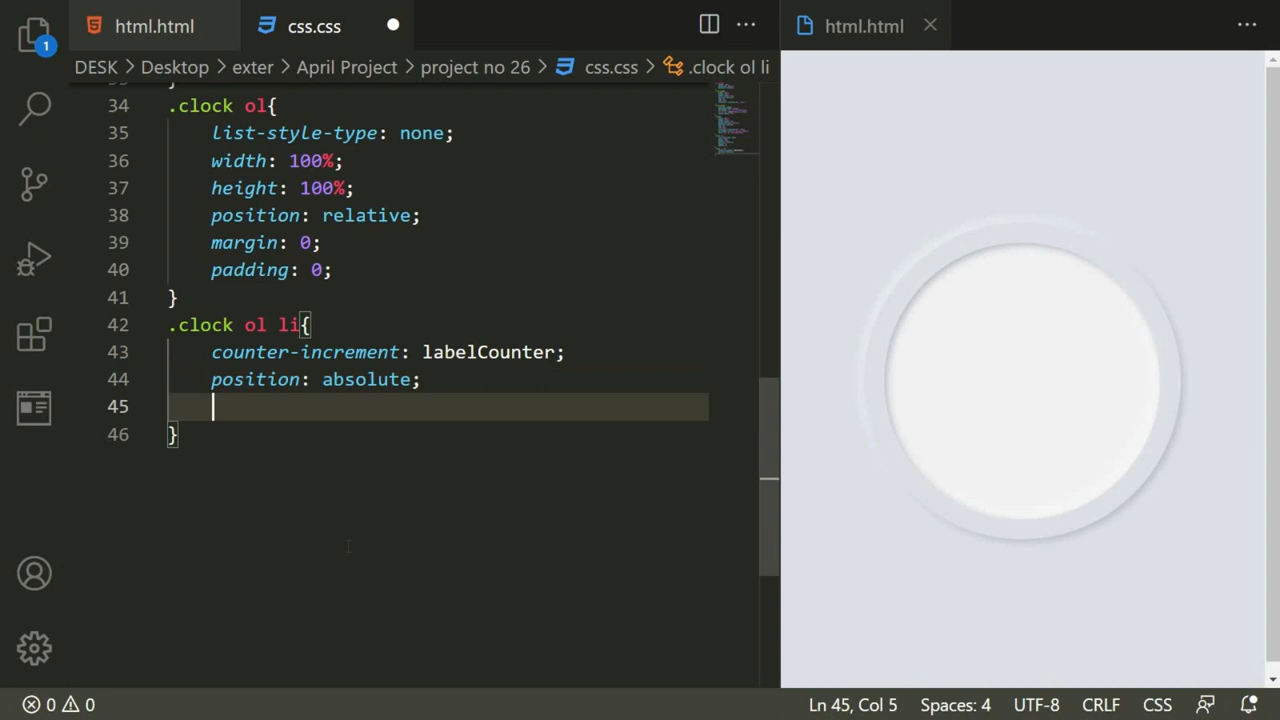 html.html
css.css
html.html
1
DESK > Desktop > exter > April Project > project no 26 > css.css > .clock ol li
34 .clock ol{
35 list-style-type: none;
36 width: 100%;
37 height: 100%;
38 position: relative;
39 margin: 0;
40 padding: 0;
41 }
42 .clock ol li{
43 counter-increment: labelCounter;
44 position: absolute;
45
46 }
0 0
Ln 45, Col 5 Spaces: 4 UTF-8 CRLF CSS